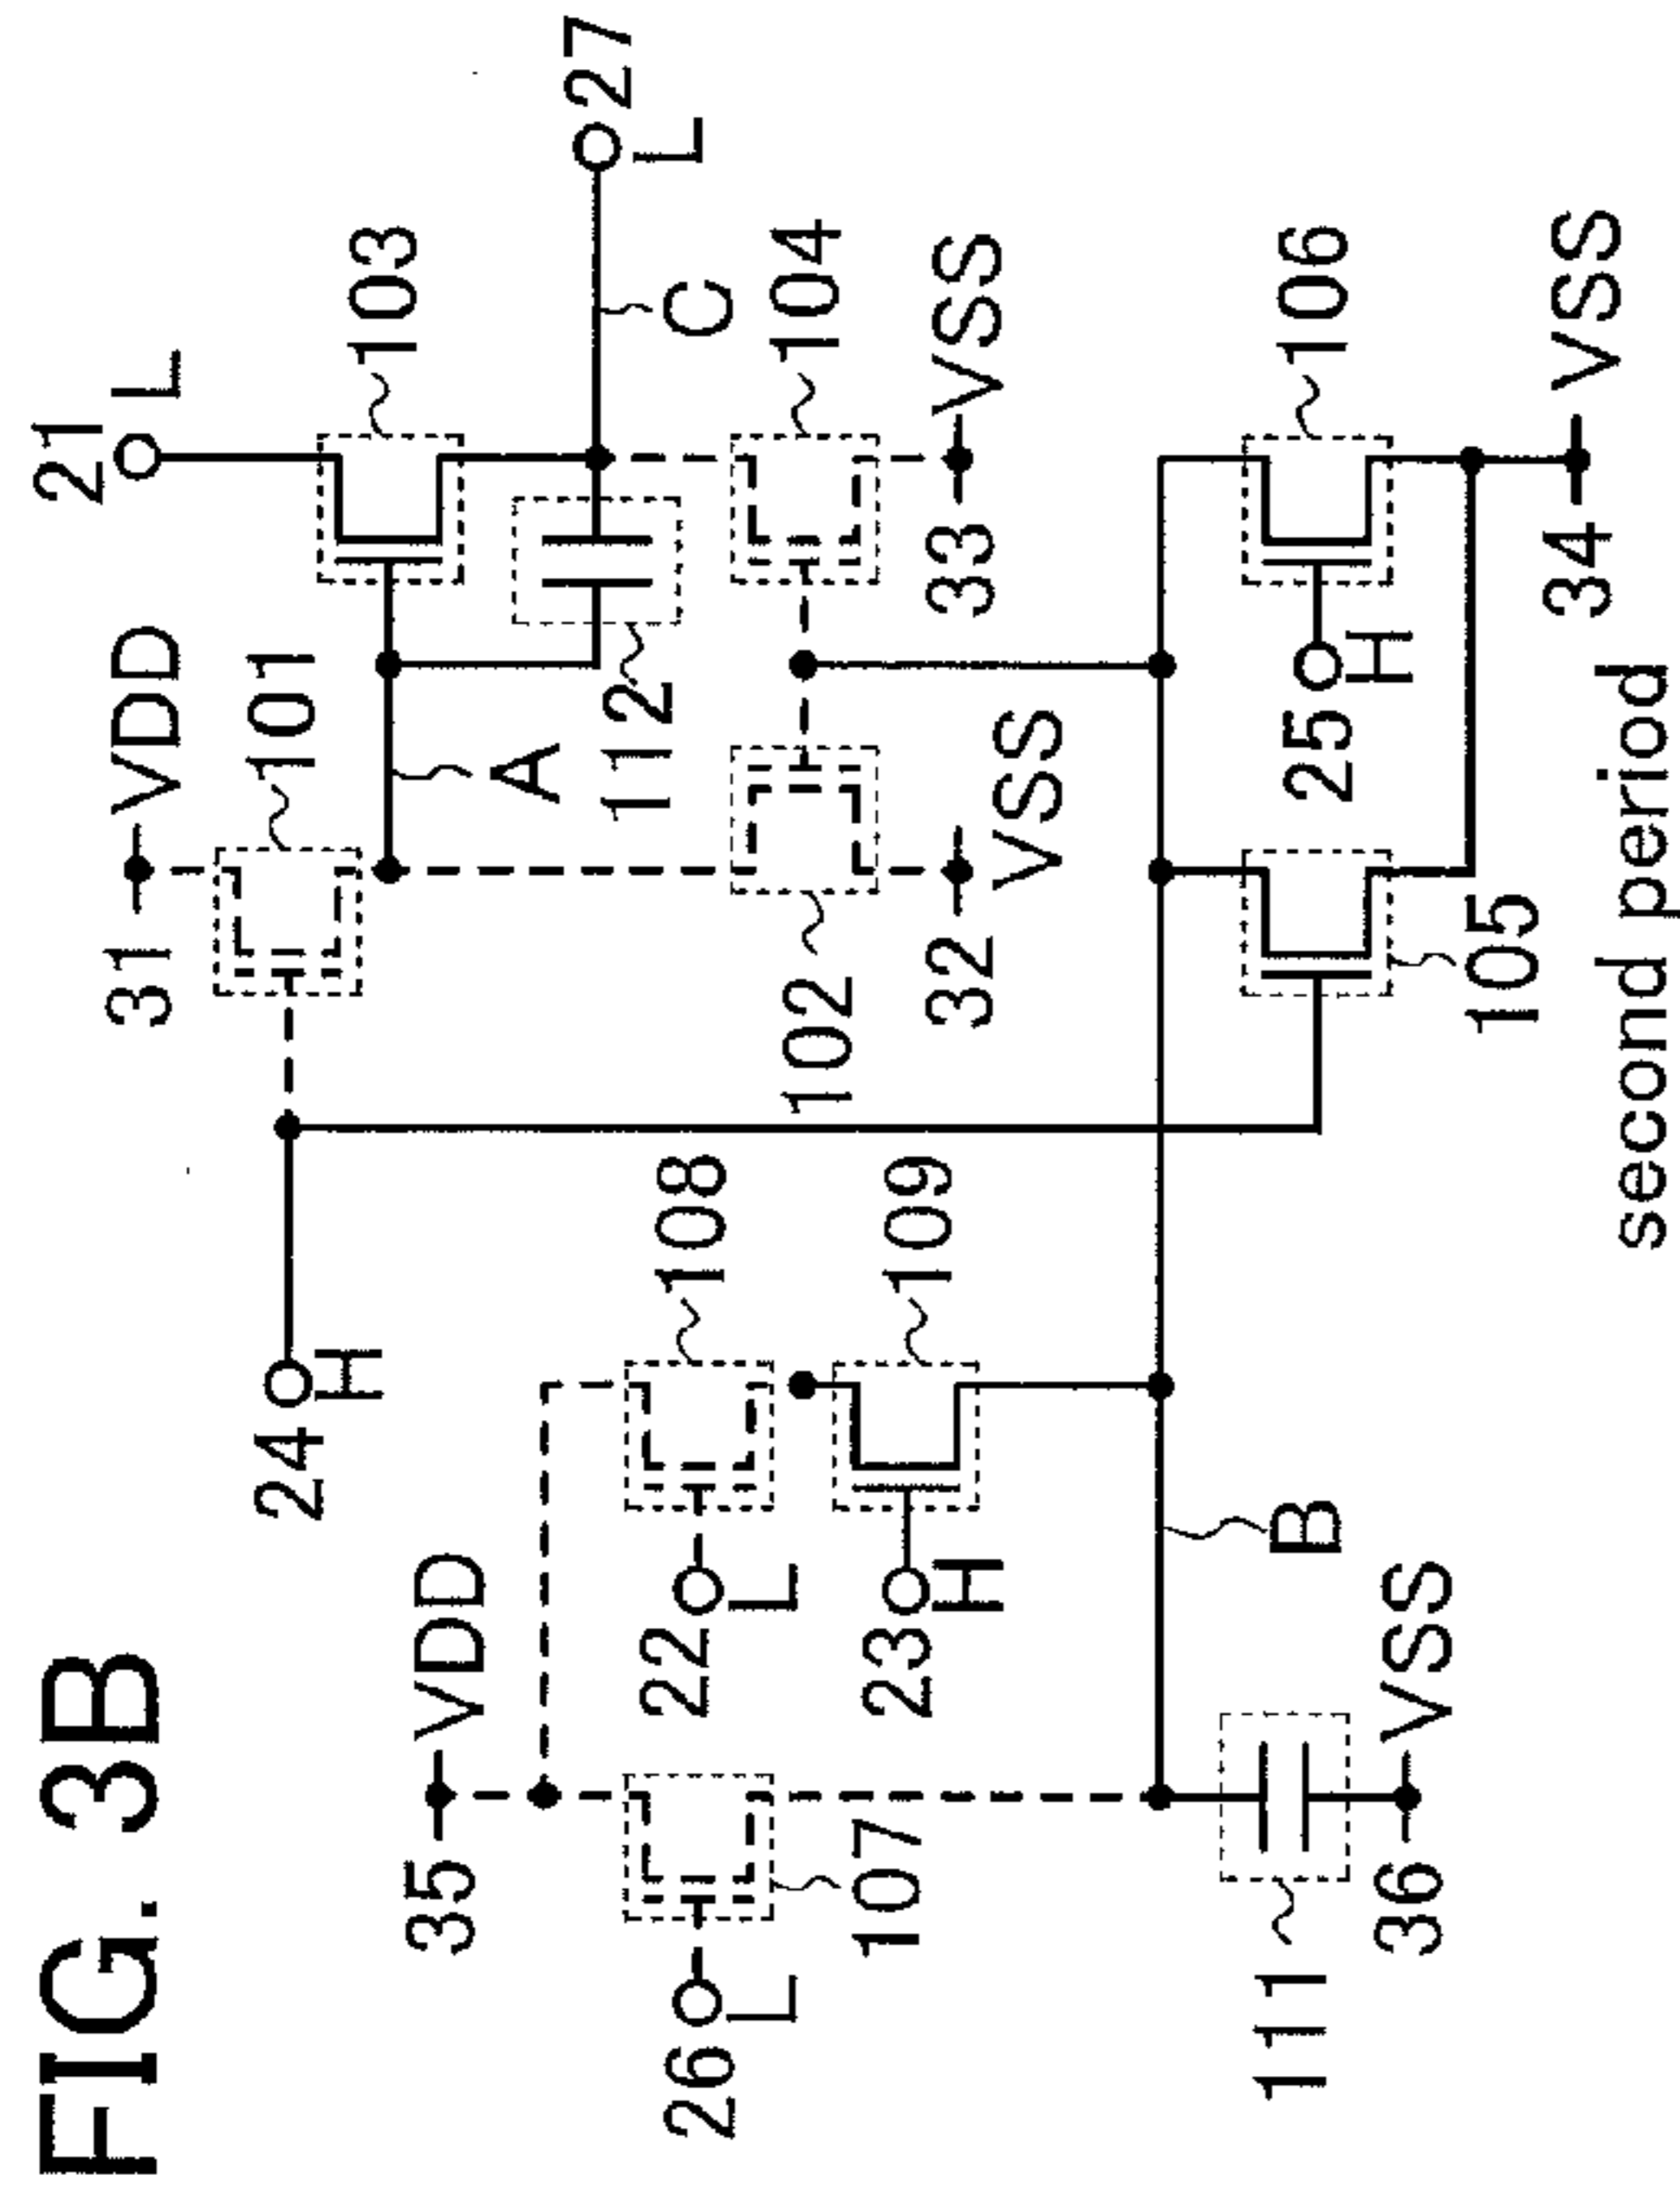 FIG. 3B
31 VDD
21 L
101
103
24 H
A
35 VDD
112
27
L
C
108
22
L
26
L
107
104
102
109
23
H
32 VSS
33 VSS
B
25
H
106
111
36 VSS
105
34 VSS
second period